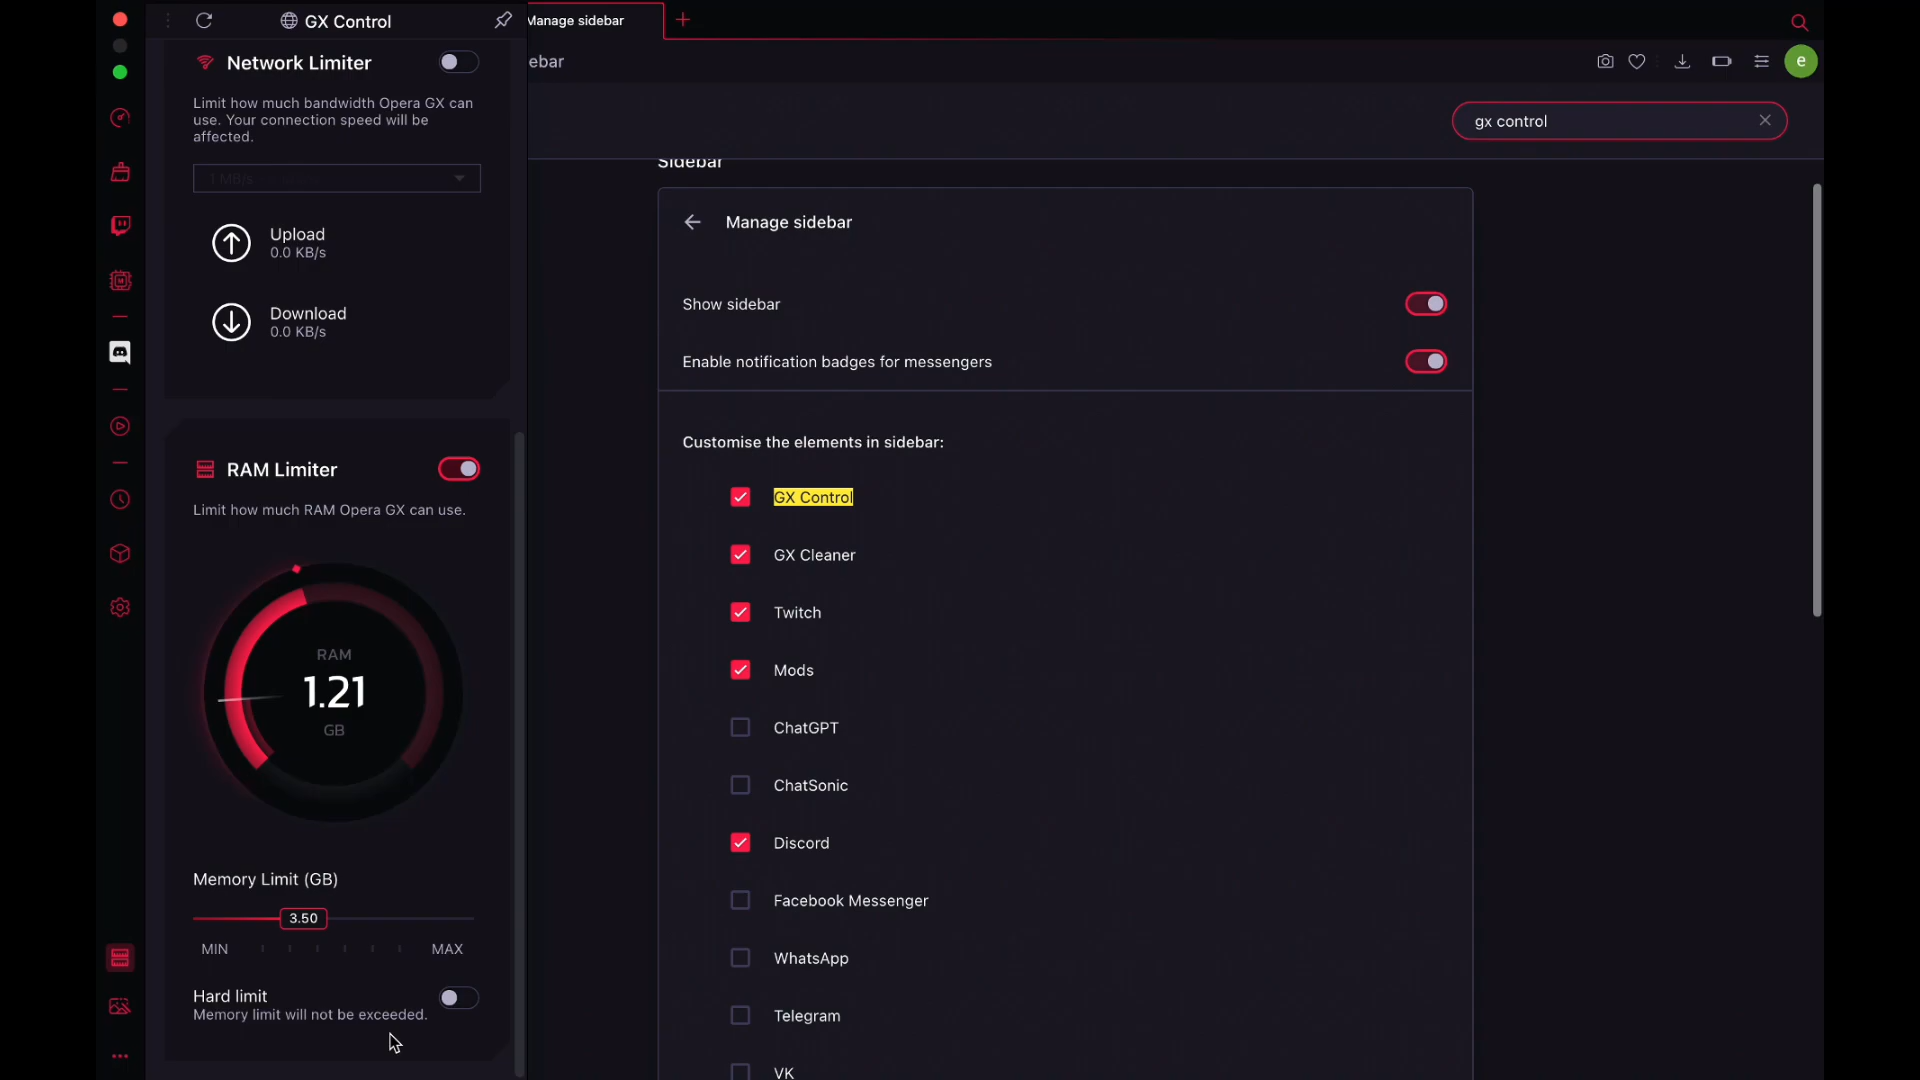 GX Control
Manage sidebar
Network Limiter
ebar
e
Limit how much bandwidth Opera GX can
use. Your connection speed will be
affected.
gx control
1 MB/s
Sidebar
Upload
0.0 KB/s
Download
0.0 KB/s
Manage sidebar
Show sidebar
Enable notification badges for messengers
RAM Limiter
Limit how much RAM Opera GX can use.
RAM
1.21
GB
Memory Limit (GB)
3.50
MIN
MAX
Hard limit
Memory limit will not be exceeded.
Customise the elements in sidebar:
GX Control
GX Cleaner
Twitch
Mods
ChatGPT
ChatSonic
Discord
Facebook Messenger
WhatsApp
Telegram
VK